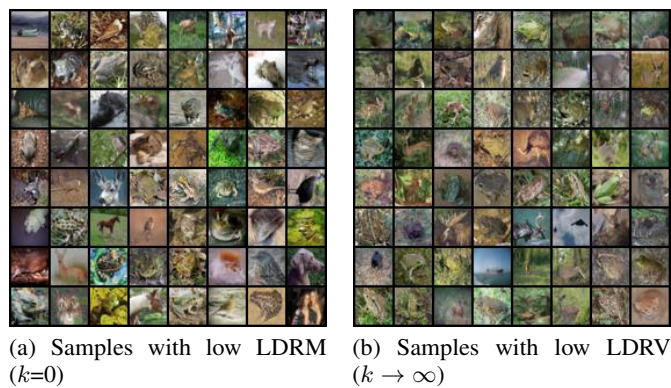 (a) Samples with low LDRM
(k=0)
(b) Samples with low LDRV
(k → ∞)